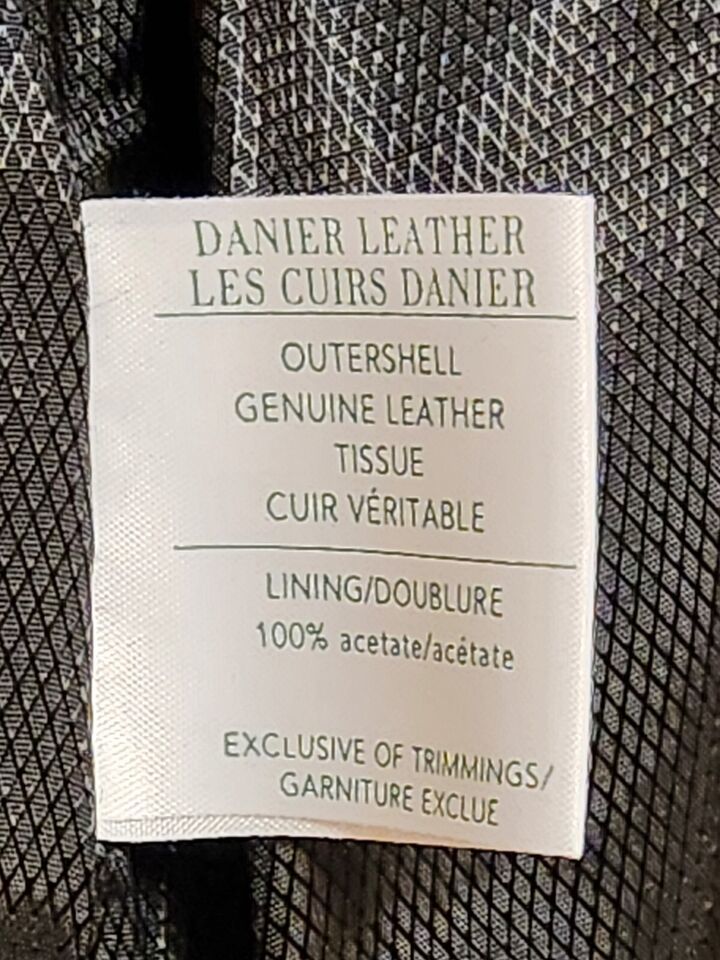 DANIER LEATHER
LES CUIRS DANIER
OUTERSHELL
GENUINE LEATHER
TISSUE
CUIR VÉRITABLE
LINING/DOUBLURE
100% acetate/acétate
EXCLUSIVE OF TRIMMINGS/
GARNITURE EXCLUE